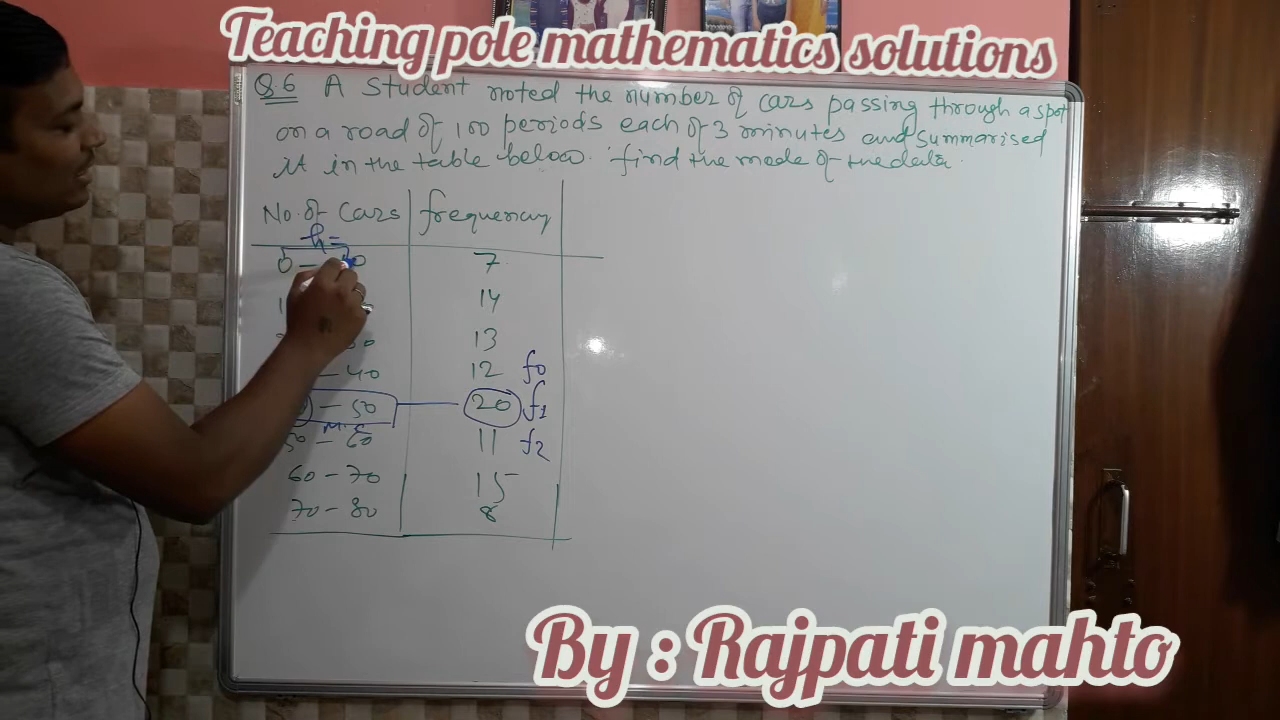 Teaching pole mathematics solutions
Q6 A Student noted the number of cars passing through a spot
on a road of 100 periods each of 3 minutes and summarised
it in the table below. find the mode of the data.
No. of Cars frequency
h=
0 - 7
14
13
- 40 12 f0
- 50 20 f1
M.C
50 - 60 11 f2
60 - 70 15
70 - 80 8
By : Rajpati mahto